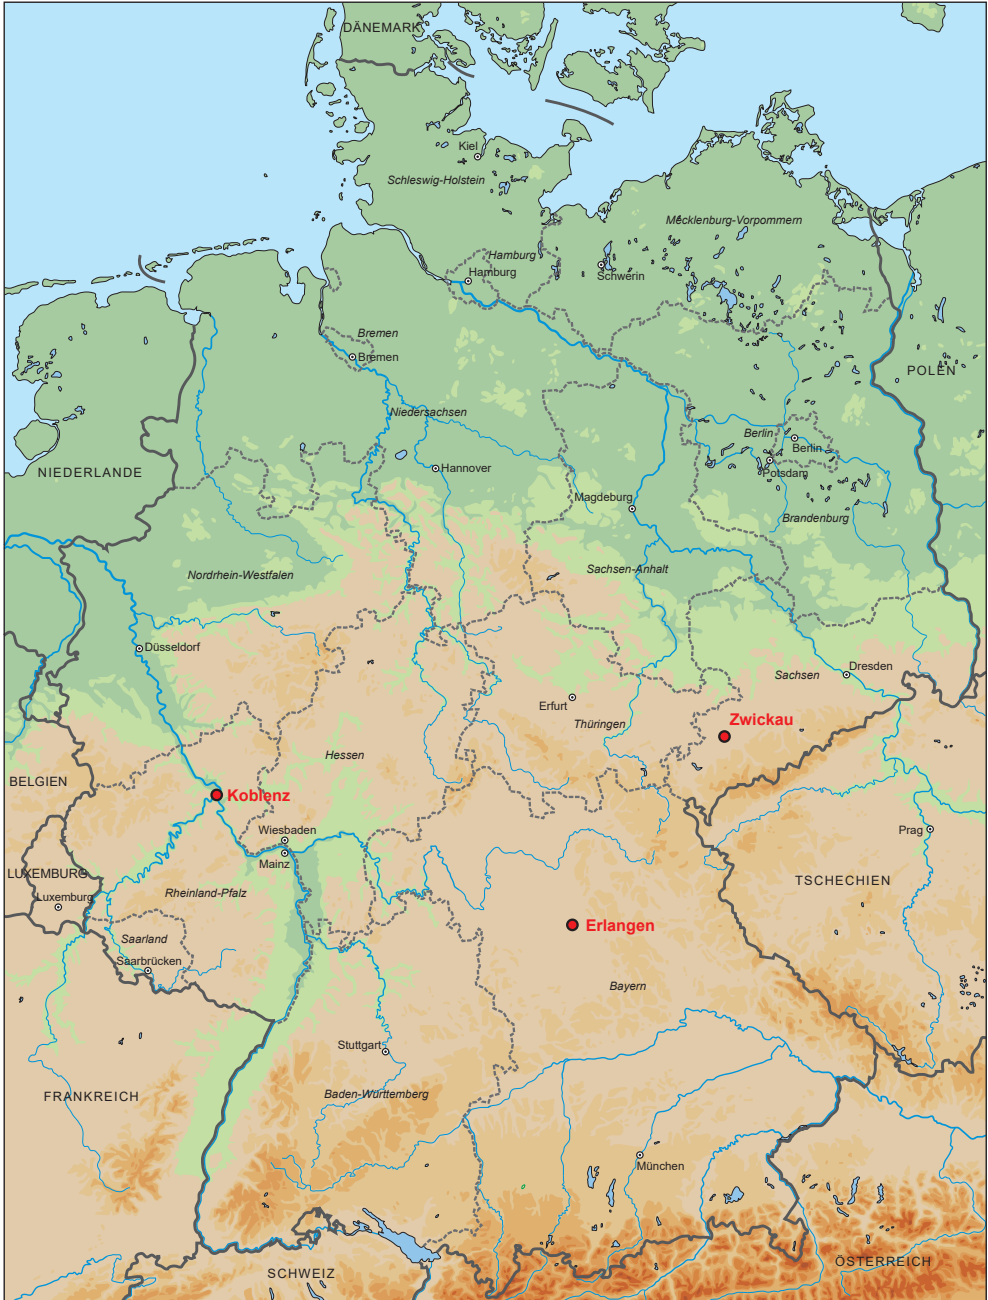 DÄNEMARK
Kiel
Schleswig-Holstein
Mecklenburg-Vorpommern
Hamburg
Hamburg
Schwerin
Bremen
Bremen
POLEN
Niedersachsen
Berlin
Berlin
NIEDERLANDE
Hannover
Potsdam
Magdeburg
Brandenburg
Nordrhein-Westfalen
Sachsen-Anhalt
Düsseldorf
Dresden
Sachsen
Erfurt
Thüringen
Zwickau
Hessen
BELGIEN
Koblenz
Wiesbaden
Prag
Mainz
LUXEMBURG
TSCHECHIEN
Rheinland-Pfalz
Luxemburg
Erlangen
Saarland
Saarbrücken
Bayern
Stuttgart
FRANKREICH
Baden-Württemberg
München
ÖSTERREICH
SCHWEIZ